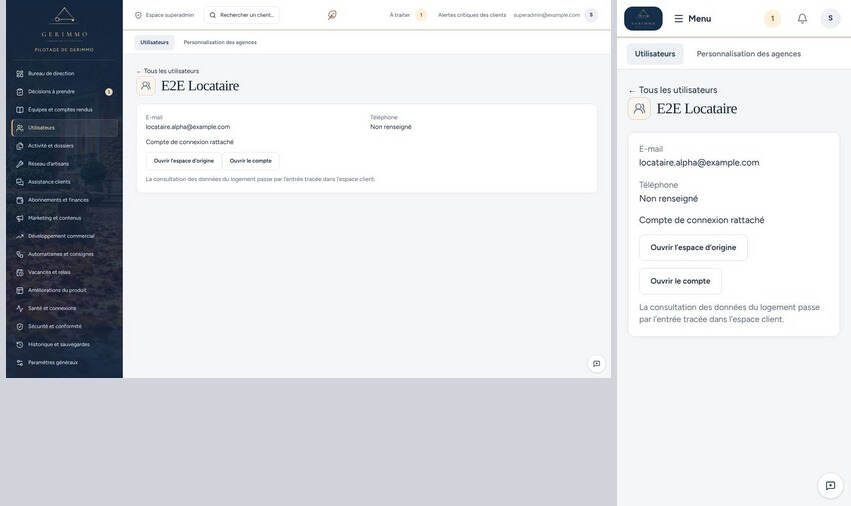 GERIMMO
PILOTAGE DE GERIMMO
Bureau de direction
Décisions à prendre 1
Équipes et comptes rendus
Utilisateurs
Activité et dossiers
Réseau d'artisans
Assistance clients
Abonnements et finances
Marketing et contenus
Développement commercial
Automatismes et consignes
Vacances et relais
Améliorations du produit
Santé et connexions
Sécurité et conformité
Historique et sauvegardes
Paramètres généraux
Espace superadmin
Rechercher un client...
À traiter 1
Alertes critiques des clients
superadmin@example.com
S
Utilisateurs
Personnalisation des agences
← Tous les utilisateurs
E2E Locataire
E-mail
locataire.alpha@example.com
Téléphone
Non renseigné
Compte de connexion rattaché
Ouvrir l'espace d'origine
Ouvrir le compte
La consultation des données du logement passe par l'entrée tracée dans l'espace client.
Menu
1
S
Utilisateurs
Personnalisation des agences
← Tous les utilisateurs
E2E Locataire
E-mail
locataire.alpha@example.com
Téléphone
Non renseigné
Compte de connexion rattaché
Ouvrir l'espace d'origine
Ouvrir le compte
La consultation des données du logement passe
par l'entrée tracée dans l'espace client.